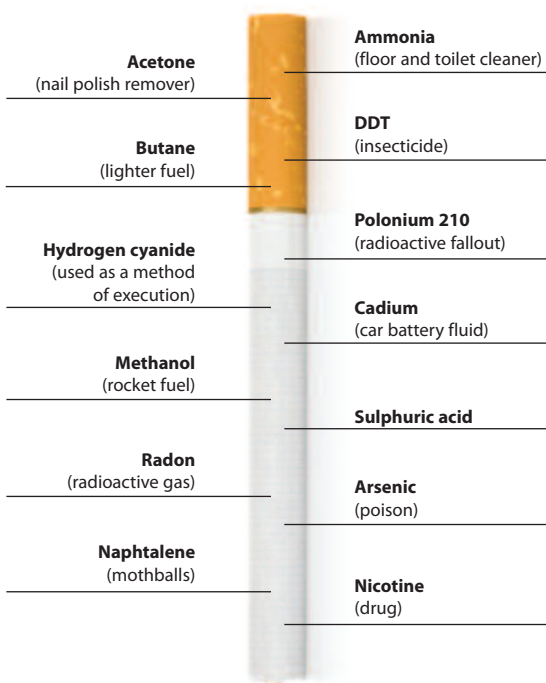 Acetone
(nail polish remover)
Butane
(lighter fuel)
Hydrogen cyanide
(used as a method
of execution)
Methanol
(rocket fuel)
Radon
(radioactive gas)
Naphtalene
(mothballs)
Ammonia
(floor and toilet cleaner)
DDT
(insecticide)
Polonium 210
(radioactive fallout)
Cadium
(car battery fluid)
Sulphuric acid
Arsenic
(poison)
Nicotine
(drug)